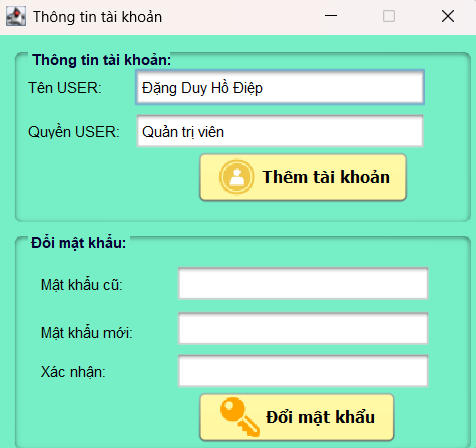 Thông tin tài khoản
Thông tin tài khoản:
Tên USER: Đặng Duy Hồ Điệp
Quyền USER: Quản trị viên
Thêm tài khoản
Đổi mật khẩu:
Mật khẩu cũ:
Mật khẩu mới:
Xác nhận:
Đổi mật khẩu